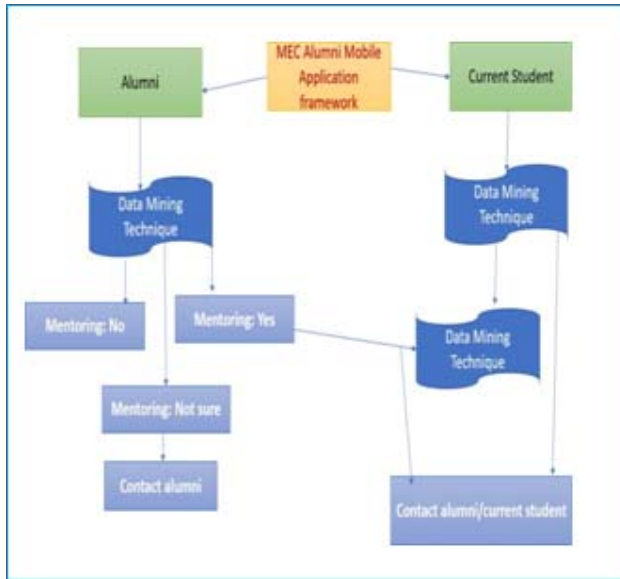 Alumni
MEC Alumni Mobile
Application
framework
Current Student
Data Mining
Technique
Data Mining
Technique
Mentoring: No
Mentoring: Yes
Data Mining
Technique
Mentoring: Not sure
Contact alumni
Contact alumni/current student